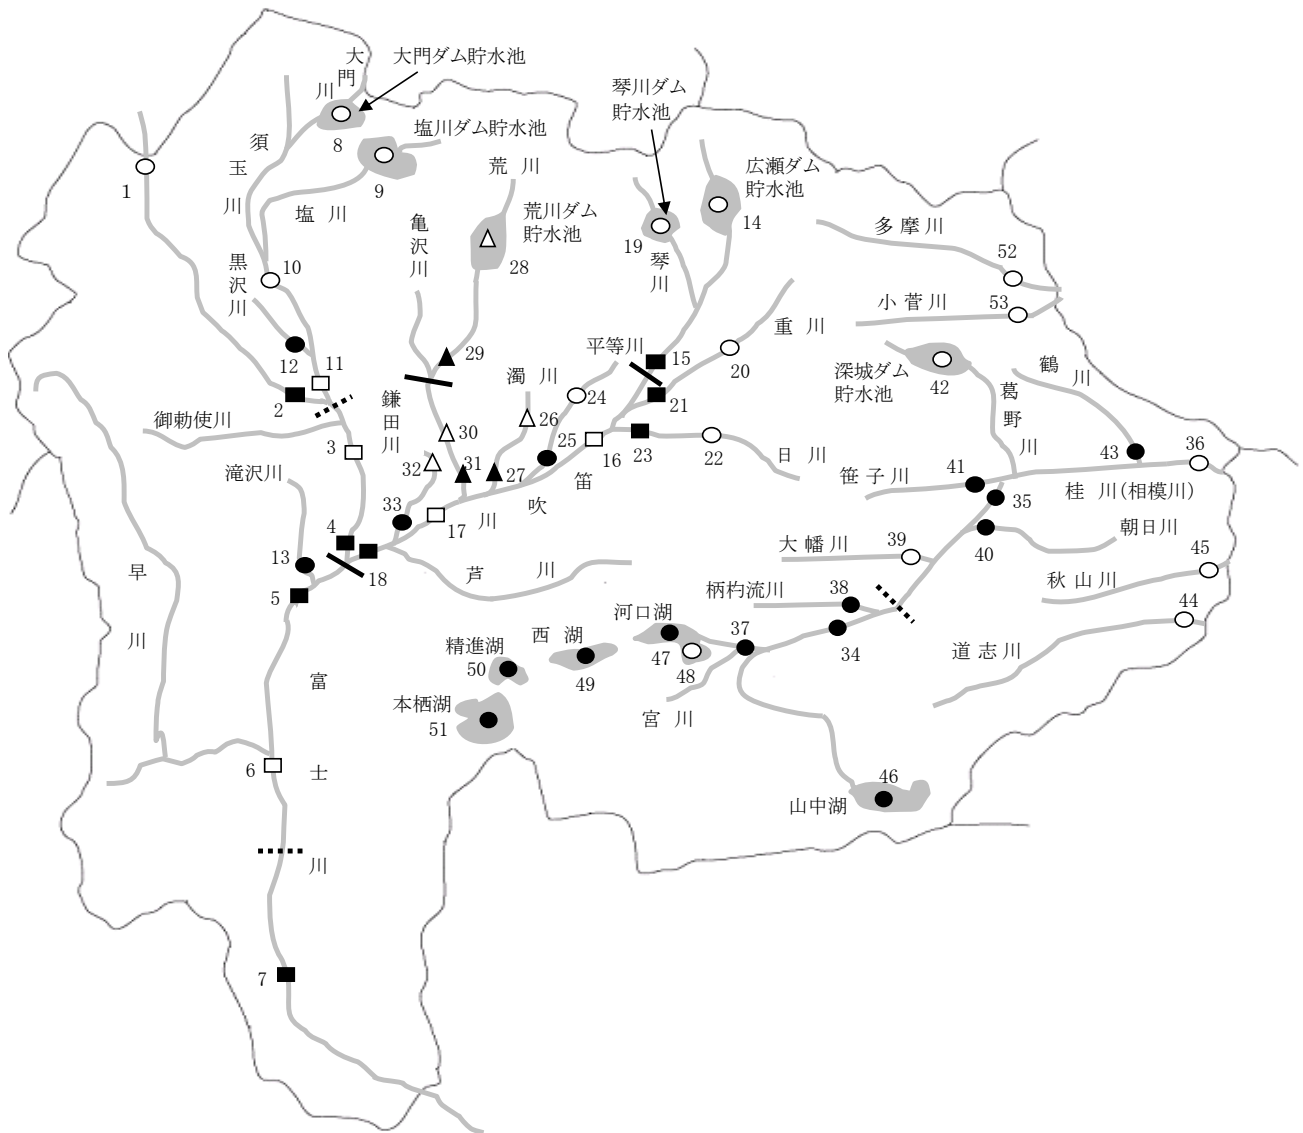 大門川
大門ダム貯水池
8
塩川ダム貯水池
9
須玉川
塩 川
1
10
黒沢川
12
11
2
御勅使川
3
亀沢川
荒 川
荒川ダム
貯水池
28
29
琴川ダム
貯水池
19
琴川
広瀬ダム
貯水池
14
多 摩 川
52
小 菅 川
53
重 川
20
平等川
15
21
濁 川
24
26
鎌田川
30
32
31
27
25
16
23
22
日 川
深城ダム
貯水池
42
葛野川
鶴川
43
36
41
笹 子 川
35
桂 川(相模川)
滝沢川
33
17
笛吹川
4
18
13
5
芦 川
大 幡 川
39
40
朝日川
45
秋 山 川
44
道 志 川
柄杓流川
38
34
早川
河口湖
47
48
37
西 湖
49
精進湖
50
本栖湖
51
宮 川
46
山中湖
富士川
6
7